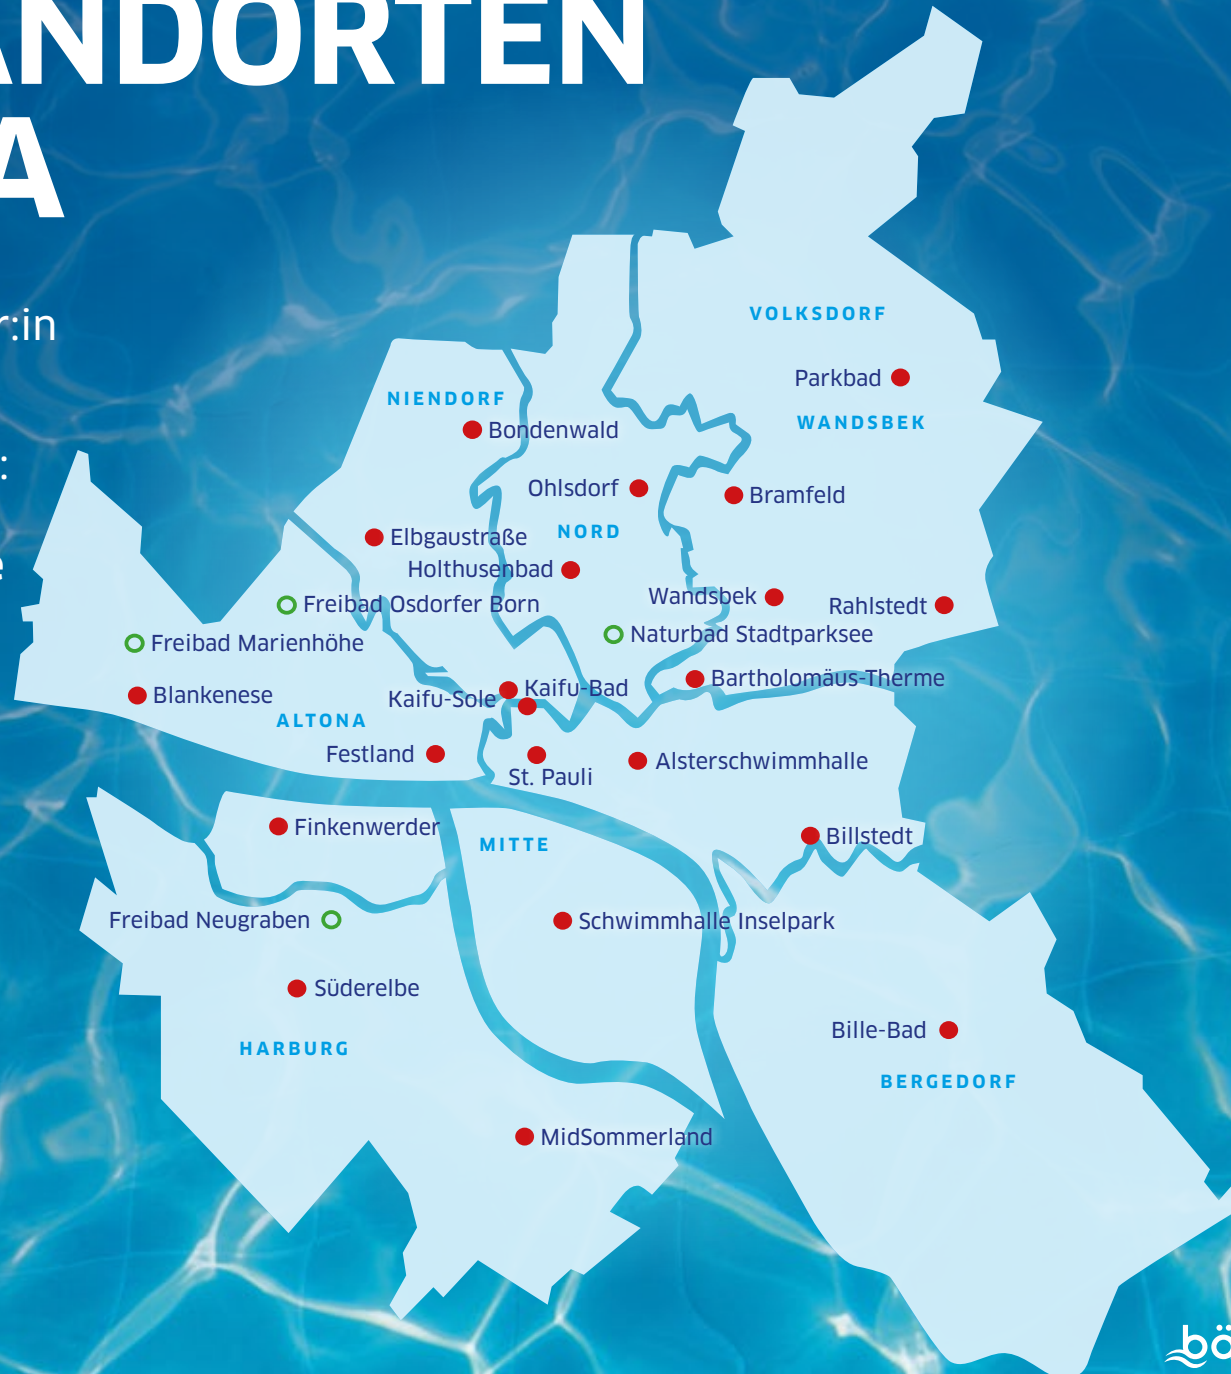 ANDORTEN
A
r:in
:
e
VOLKSDORF
Parkbad
NIENDORF
WANDSBEK
Bondenwald
Ohlsdorf
Bramfeld
NORD
Elbgaustraße
Holthusenbad
Wandsbek
Rahlstedt
Freibad Osdorfer Born
Naturbad Stadtparksee
Freibad Marienhöhe
Bartholomäus-Therme
Blankenese
Kaifu-Sole
Kaifu-Bad
ALTONA
Festland
St. Pauli
Alsterschwimmhalle
Finkenwerder
MITTE
Billstedt
Freibad Neugraben
Schwimmhalle Inselpark
Süderelbe
Bille-Bad
HARBURG
BERGEDORF
MidSommerland
bö